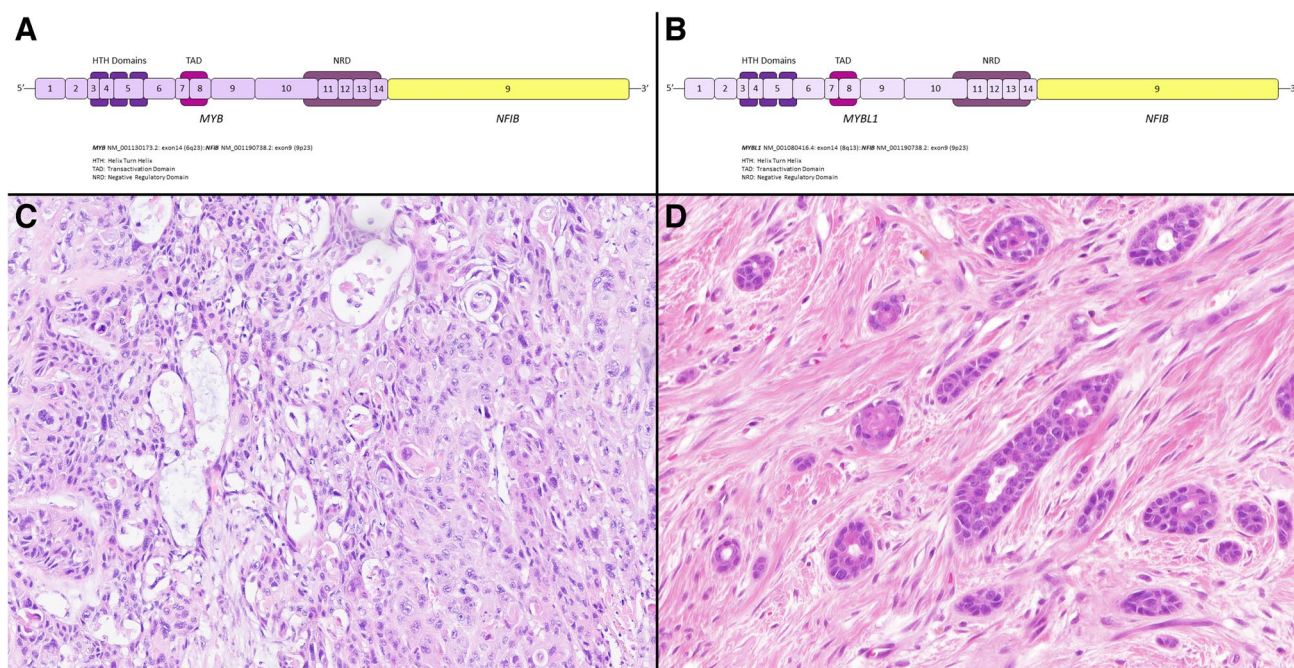 A
HTH Domains TAD NRD
5′ 1 2 3 4 5 6 7 8 9 10 11 12 13 14 9 3′
MYB NFIB
MYB NM_001130173.2: exon14 (6q23)::NFIB NM_001190738.2: exon9 (9p23)
HTH: Helix Turn Helix
TAD: Transactivation Domain
NRD: Negative Regulatory Domain
B
HTH Domains TAD NRD
5′ 1 2 3 4 5 6 7 8 9 10 11 12 13 14 9 3′
MYBL1 NFIB
MYBL1 NM_001080416.4: exon14 (8q13)::NFIB NM_001190738.2: exon9 (9p23)
HTH: Helix Turn Helix
TAD: Transactivation Domain
NRD: Negative Regulatory Domain
C
D